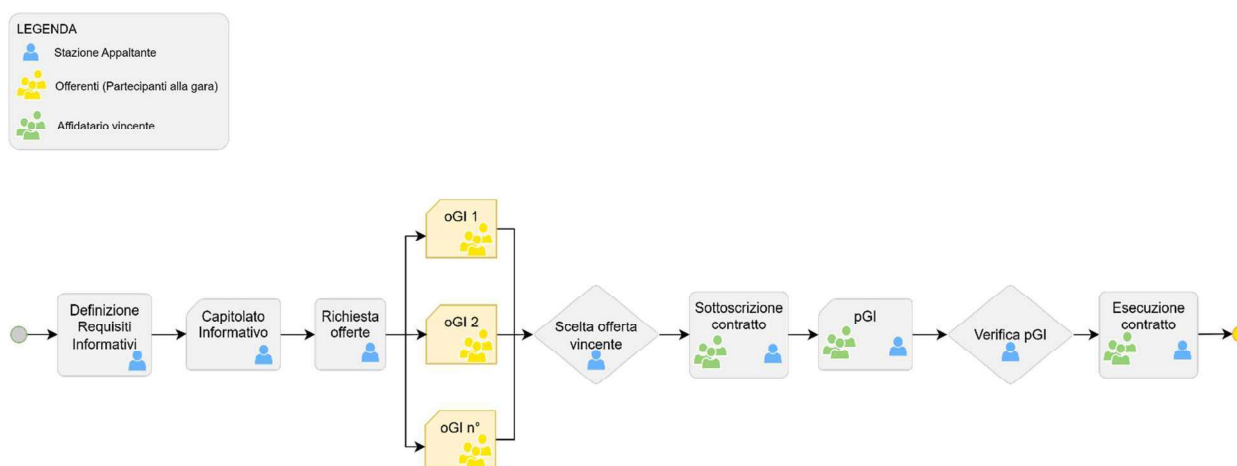 LEGENDA
Stazione Appaltante
Offerenti (Partecipanti alla gara)
Affidatario vincente
oGI 1
Definizione
Requisiti
Informativi
Capitolato
Informativo
Richiesta
offerte
oGI 2
Scelta offerta
vincente
Sottoscrizione
contratto
pGI
Verifica pGI
Esecuzione
contratto
oGI n°